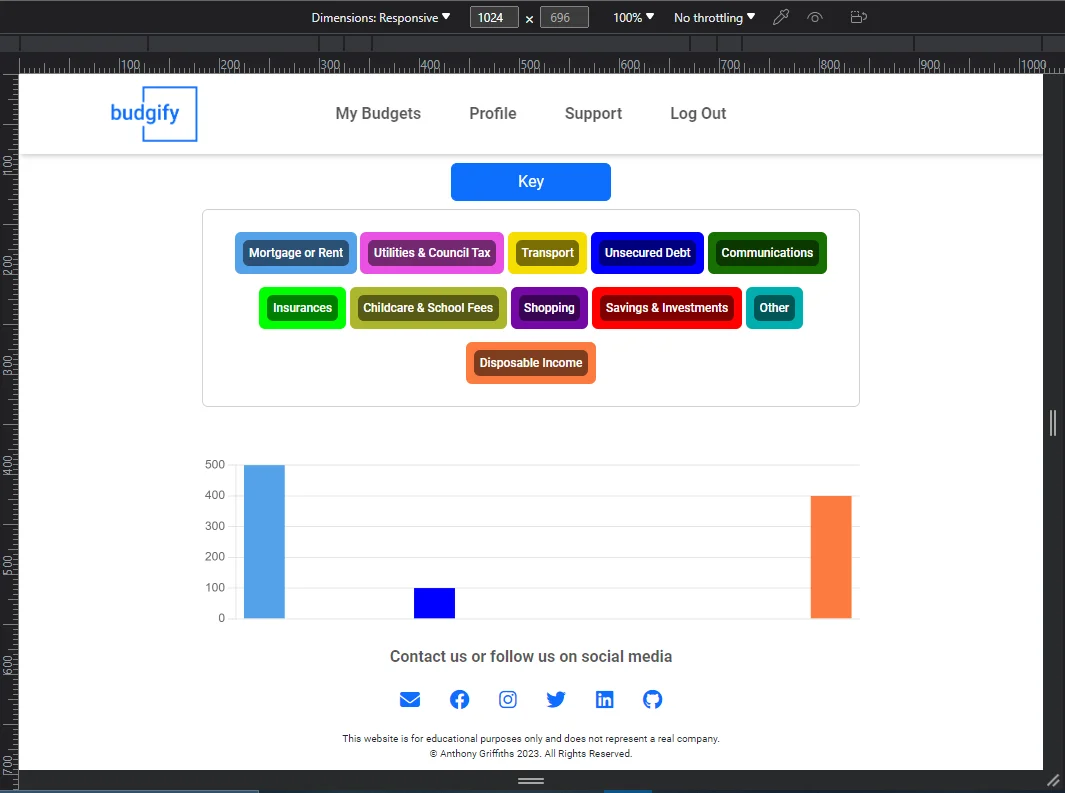 Dimensions: Responsive 1024 × 696 100% No throttling
100 200 300 400 500 600 700 800 900 1000
budgify My Budgets Profile Support Log Out
Key
100
Mortgage or Rent Utilities & Council Tax Transport Unsecured Debt Communications
200
Insurances Childcare & School Fees Shopping Savings & Investments Other
300
Disposable Income
400
500
400
300
200
500
100
0
600
Contact us or follow us on social media
700
This website is for educational purposes only and does not represent a real company.
© Anthony Griffiths 2023. All Rights Reserved.